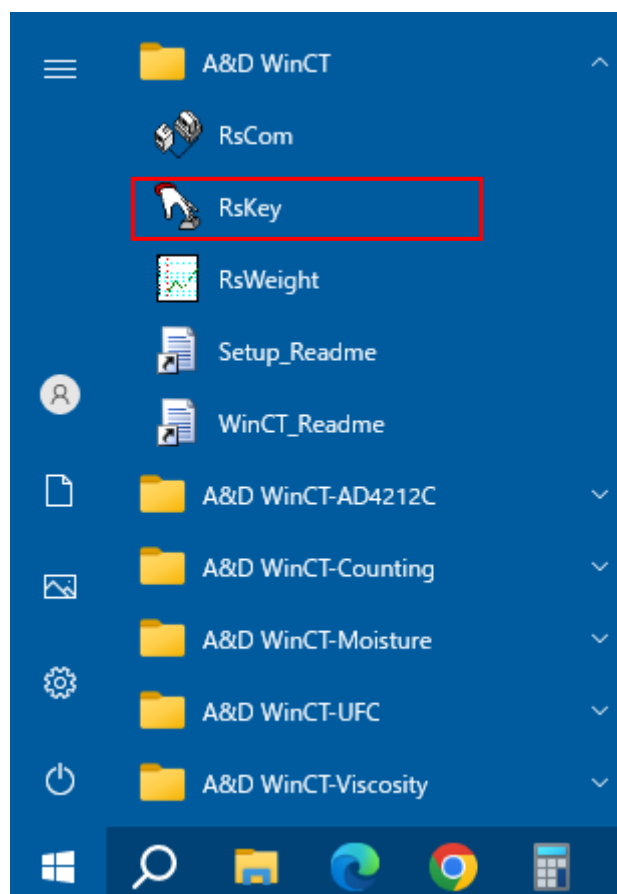 A&D WinCT
RsCom
RsKey
RsWeight
Setup_Readme
WinCT_Readme
A&D WinCT-AD4212C
A&D WinCT-Counting
A&D WinCT-Moisture
A&D WinCT-UFC
A&D WinCT-Viscosity